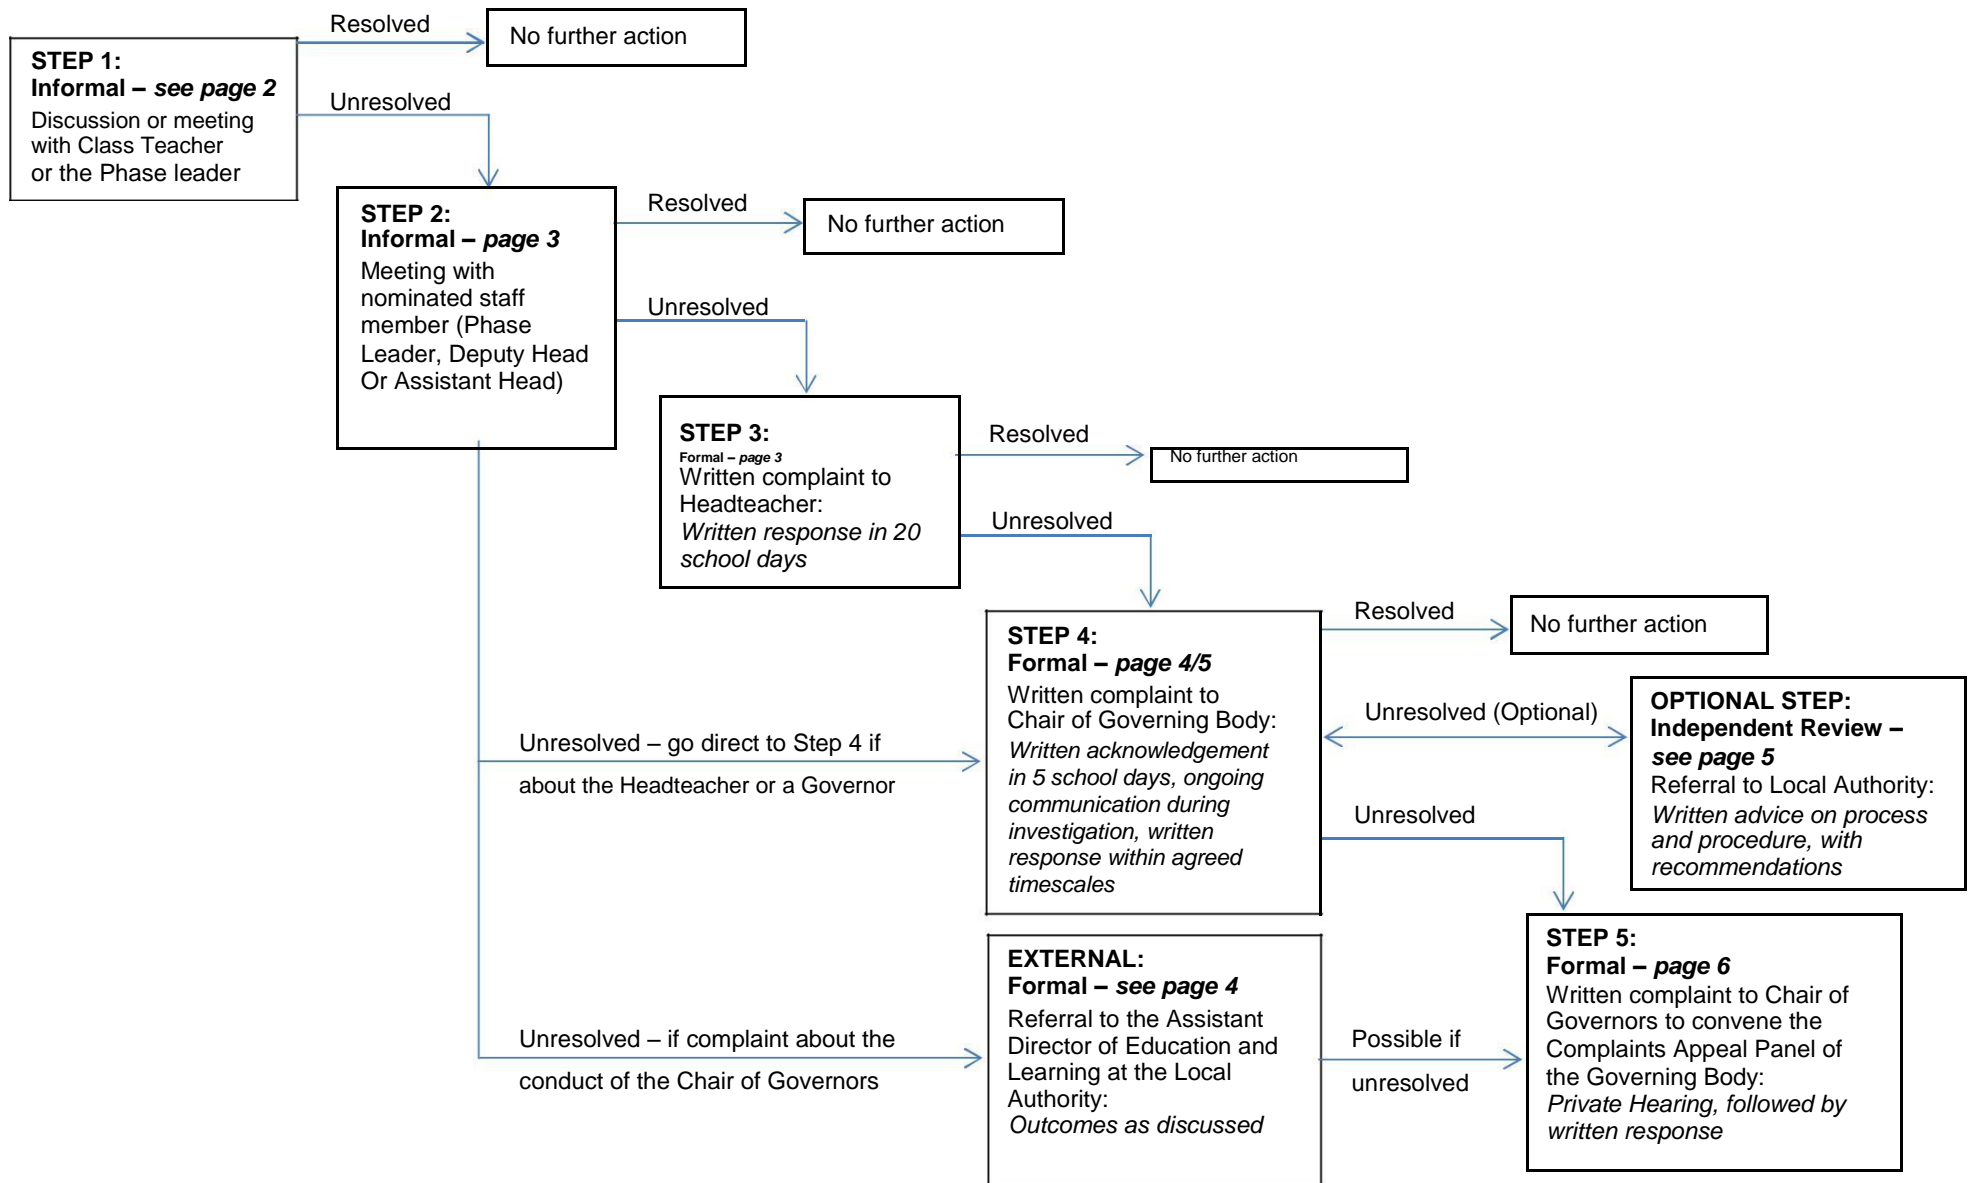 Resolved
No further action
STEP 1:
Informal – see page 2
Discussion or meeting
with Class Teacher
or the Phase leader
Unresolved
STEP 2:
Informal – page 3
Meeting with
nominated staff
member (Phase
Leader, Deputy Head
Or Assistant Head)
Resolved
No further action
Unresolved
STEP 3:
Formal – page 3
Written complaint to
Headteacher:
Written response in 20
school days
Resolved
No further action
Unresolved
STEP 4:
Formal – page 4/5
Written complaint to
Chair of Governing Body:
Written acknowledgement
in 5 school days, ongoing
communication during
investigation, written
response within agreed
timescales
Resolved
No further action
Unresolved (Optional)
OPTIONAL STEP:
Independent Review –
see page 5
Referral to Local Authority:
Written advice on process
and procedure, with
recommendations
Unresolved – go direct to Step 4 if
about the Headteacher or a Governor
Unresolved
EXTERNAL:
Formal – see page 4
Referral to the Assistant
Director of Education and
Learning at the Local
Authority:
Outcomes as discussed
Unresolved – if complaint about the
conduct of the Chair of Governors
Possible if
unresolved
STEP 5:
Formal – page 6
Written complaint to Chair of
Governors to convene the
Complaints Appeal Panel of
the Governing Body:
Private Hearing, followed by
written response